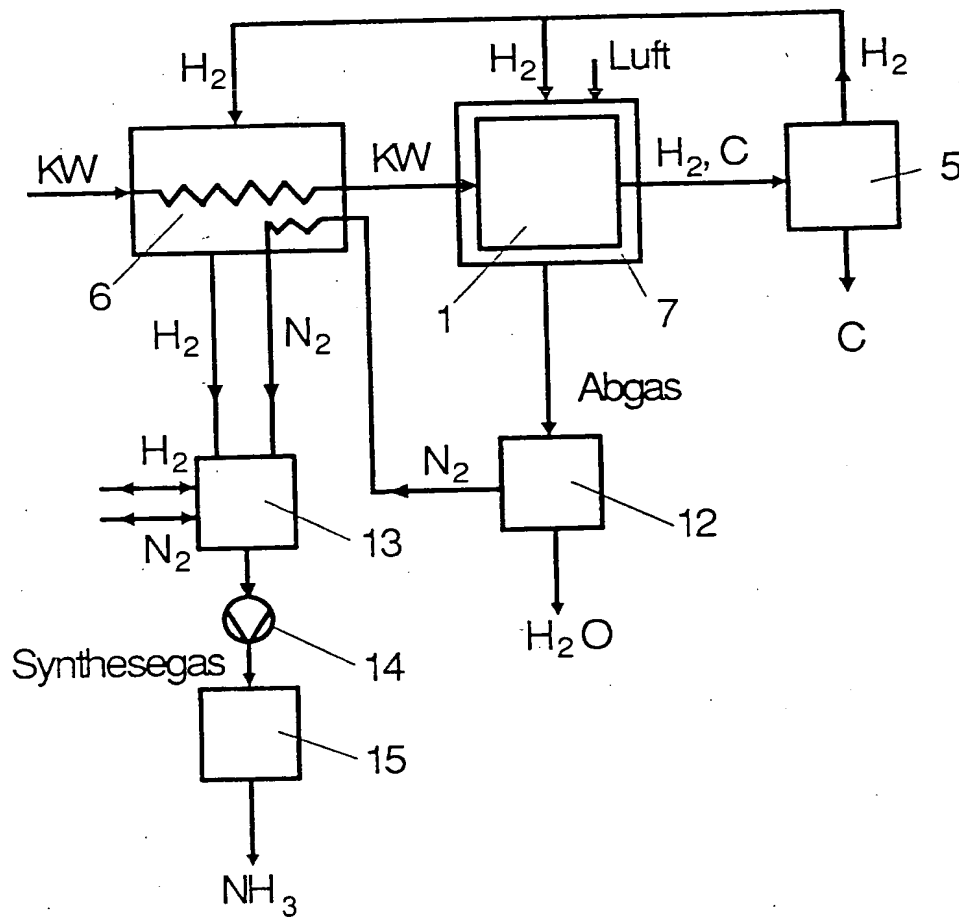 H₂
H₂
Luft
H₂
KW
KW
H₂, C
5
6
1
7
H₂
N₂
C
Abgas
H₂
N₂
N₂
13
12
H₂O
14
Synthesegas
15
NH₃